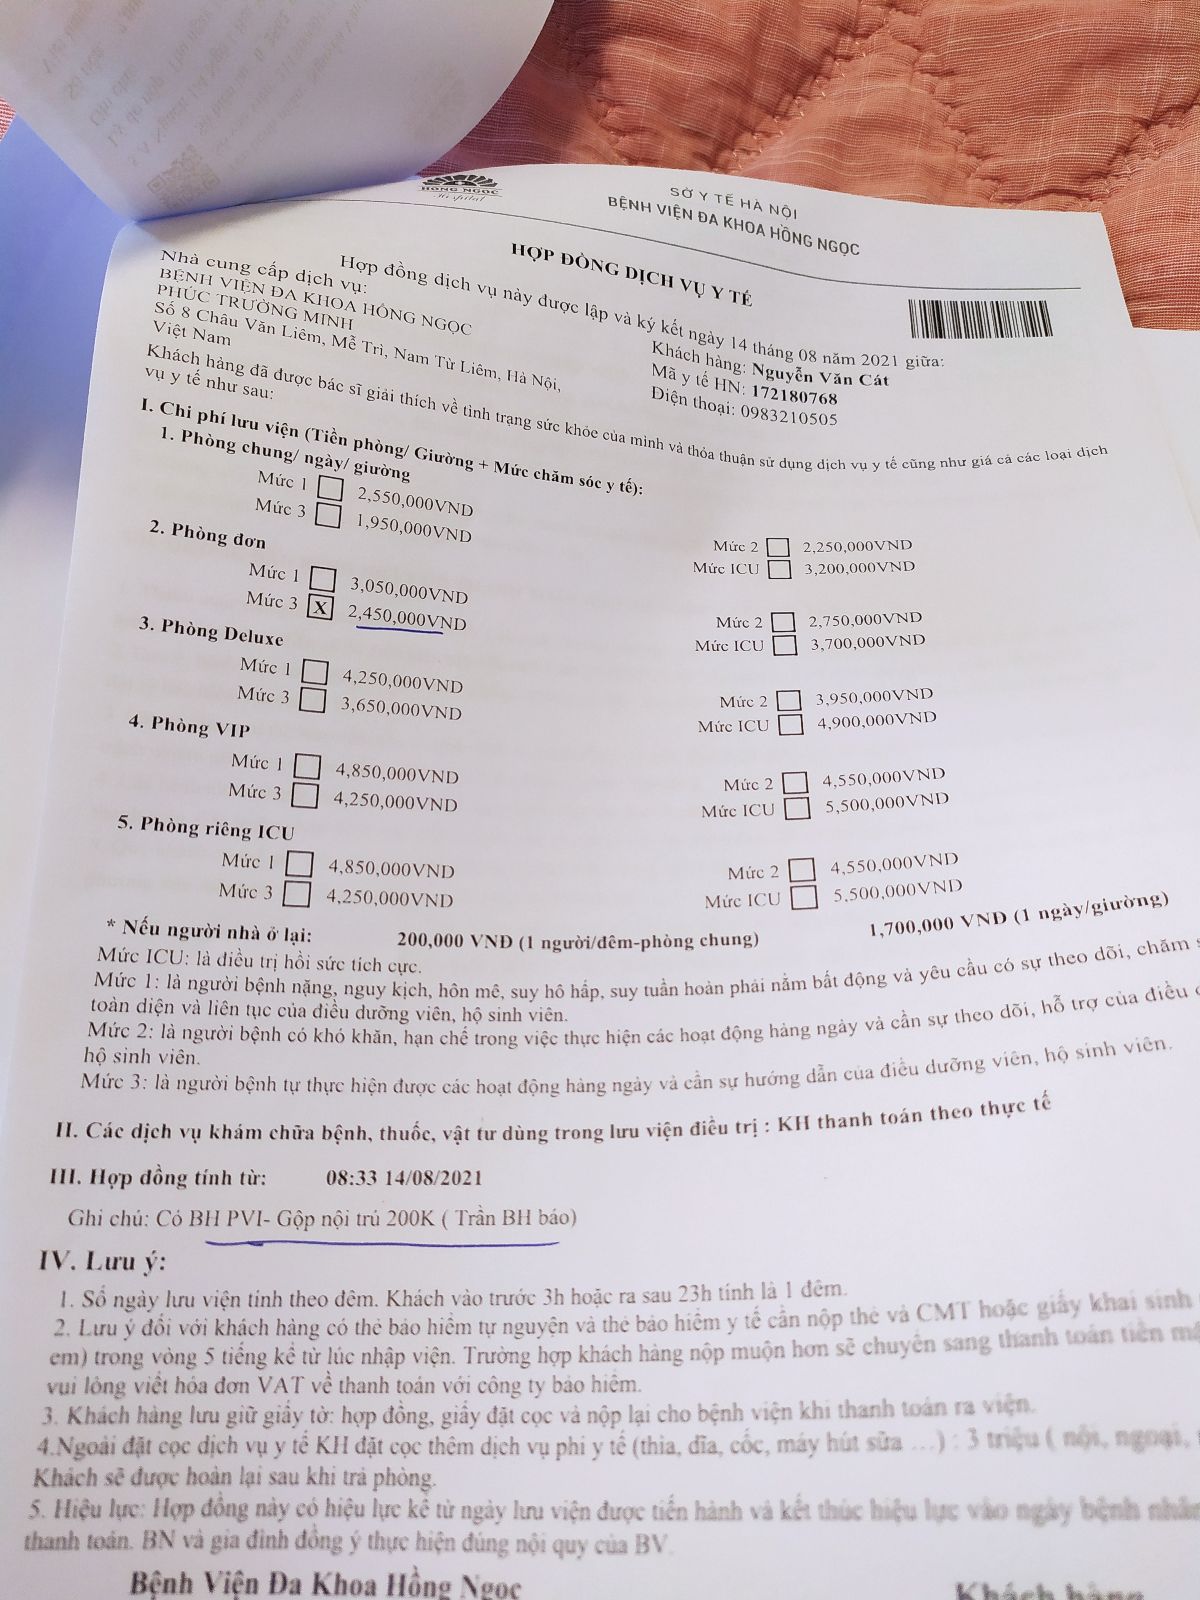 HỒNG NGỌC
Hospital
SỞ Y TẾ HÀ NỘI
BỆNH VIỆN ĐA KHOA HỒNG NGỌC
HỢP ĐỒNG DỊCH VỤ Y TẾ
Hợp đồng dịch vụ này được lập và ký kết ngày 14 tháng 08 năm 2021 giữa:
Nhà cung cấp dịch vụ:
BỆNH VIỆN ĐA KHOA HỒNG NGỌC
PHÚC TRƯỜNG MINH
Số 8 Châu Văn Liêm, Mễ Trì, Nam Từ Liêm, Hà Nội,
Việt Nam
Khách hàng: Nguyễn Văn Cát
Mã y tế HN: 172180768
Điện thoại: 0983210505
Khách hàng đã được bác sĩ giải thích về tình trạng sức khỏe của mình và thỏa thuận sử dụng dịch vụ y tế cũng như giá cả các loại dịch
vụ y tế như sau:
I. Chi phí lưu viện (Tiền phòng/ Giường + Mức chăm sóc y tế):
1. Phòng chung/ ngày/ giường
Mức 1 2,550,000VND Mức 2 2,250,000VND
Mức 3 1,950,000VND Mức ICU 3,200,000VND
2. Phòng đơn
Mức 1 3,050,000VND Mức 2 2,750,000VND
Mức 3 X 2,450,000VND Mức ICU 3,700,000VND
3. Phòng Deluxe
Mức 1 4,250,000VND Mức 2 3,950,000VND
Mức 3 3,650,000VND Mức ICU 4,900,000VND
4. Phòng VIP
Mức 1 4,850,000VND Mức 2 4,550,000VND
Mức 3 4,250,000VND Mức ICU 5,500,000VND
5. Phòng riêng ICU
Mức 1 4,850,000VND Mức 2 4,550,000VND
Mức 3 4,250,000VND Mức ICU 5.500,000VND
* Nếu người nhà ở lại: 200,000 VNĐ (1 người/đêm-phòng chung) 1,700,000 VNĐ (1 ngày/giường)
Mức ICU: là điều trị hồi sức tích cực.
Mức 1: là người bệnh nặng, nguy kịch, hôn mê, suy hô hấp, suy tuần hoàn phải nằm bất động và yêu cầu có sự theo dõi, chăm
toàn diện và liên tục của điều dưỡng viên, hộ sinh viên.
Mức 2: là người bệnh có khó khăn, hạn chế trong việc thực hiện các hoạt động hàng ngày và cần sự theo dõi, hỗ trợ của điều
hộ sinh viên.
Mức 3: là người bệnh tự thực hiện được các hoạt động hàng ngày và cần sự hướng dẫn của điều dưỡng viên, hộ sinh viên.
II. Các dịch vụ khám chữa bệnh, thuốc, vật tư dùng trong lưu viện điều trị : KH thanh toán theo thực tế
III. Hợp đồng tính từ: 08:33 14/08/2021
Ghi chú: Có BH PVI- Gộp nội trú 200K ( Trần BH báo)
IV. Lưu ý:
1. Số ngày lưu viện tính theo đêm. Khách vào trước 3h hoặc ra sau 23h tính là 1 đêm.
2. Lưu ý đối với khách hàng có thẻ bảo hiểm tự nguyện và thẻ bảo hiểm y tế cần nộp thẻ và CMT hoặc giấy khai sinh
em) trong vòng 5 tiếng kể từ lúc nhập viện. Trường hợp khách hàng nộp muộn hơn sẽ chuyển sang thanh toán tiền
vui lòng viết hóa đơn VAT về thanh toán với công ty bảo hiểm.
3. Khách hàng lưu giữ giấy tờ: hợp đồng, giấy đặt cọc và nộp lại cho bệnh viện khi thanh toán ra viện.
4.Ngoài đặt cọc dịch vụ y tế KH đặt cọc thêm dịch vụ phi y tế (thìa, đĩa, cốc, máy hút sữa ...) : 3 triệu ( nội, ngoại,
Khách sẽ được hoàn lại sau khi trả phòng.
5. Hiệu lực: Hợp đồng này có hiệu lực kể từ ngày lưu viện được tiến hành và kết thúc hiệu lực vào ngày bệnh nhân
thanh toán. BN và gia đình đồng ý thực hiện đúng nội quy của BV.
Bệnh Viện Đa Khoa Hồng Ngọc Khách hàng